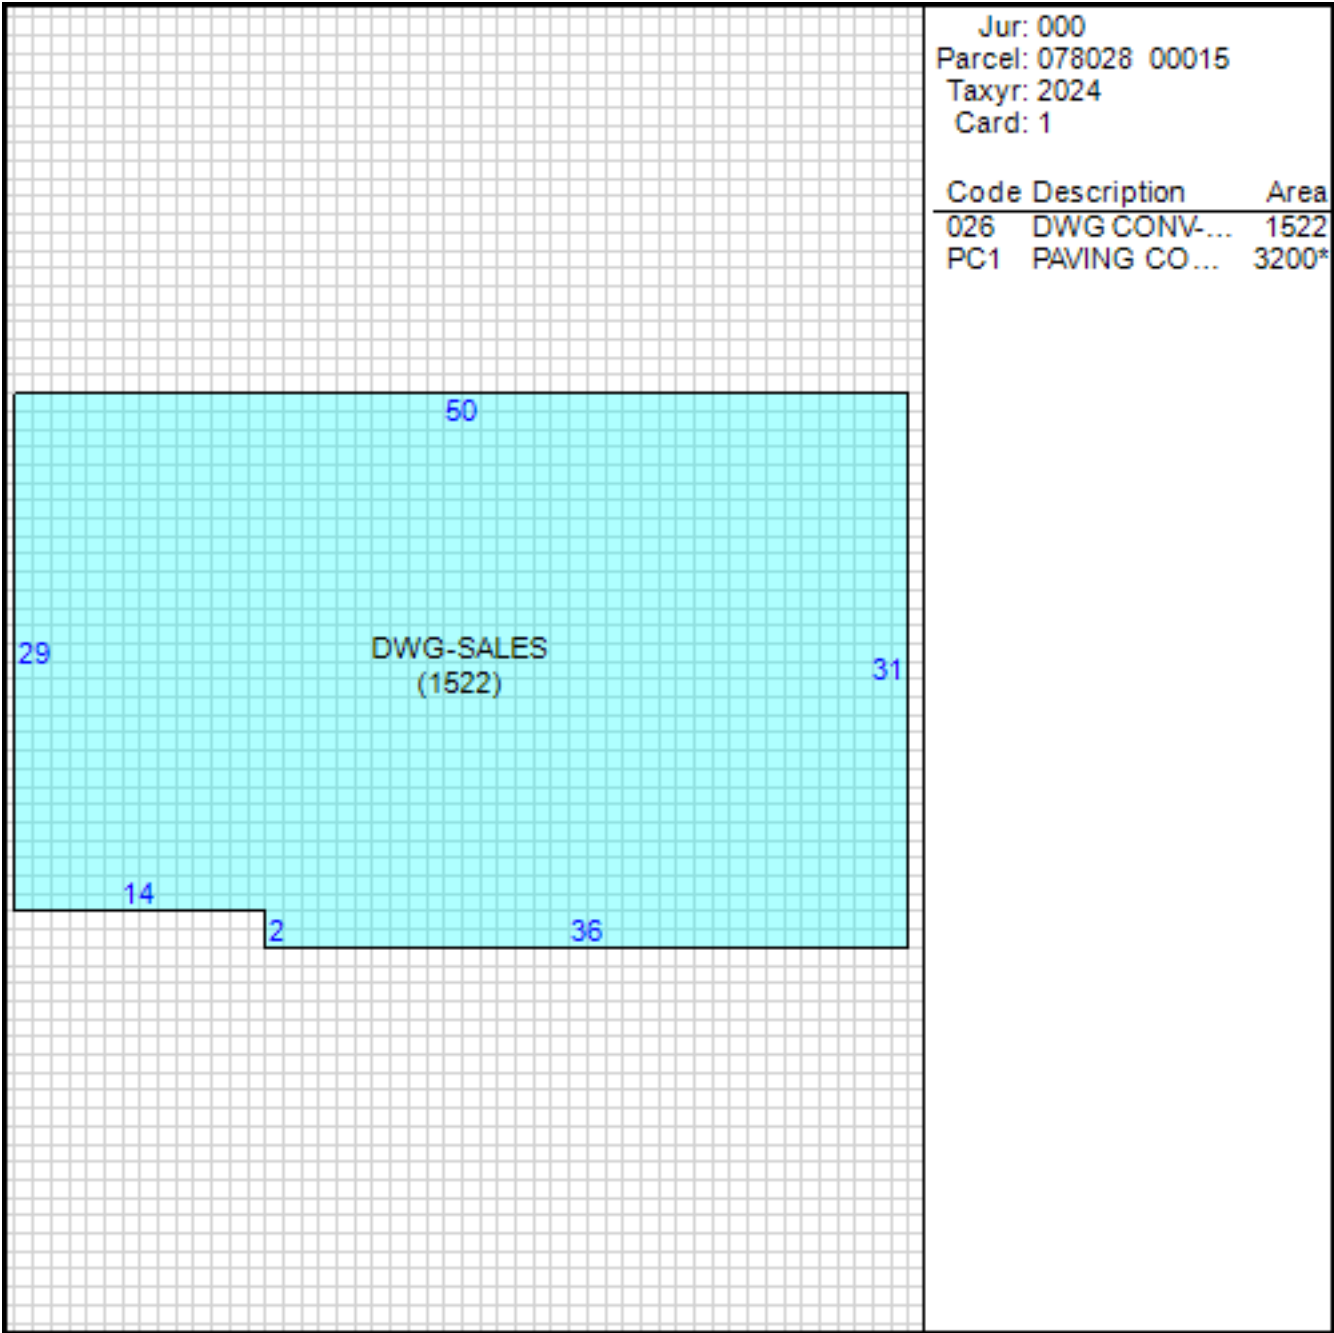 Jur: 000
Parcel: 078028 00015
Taxyr: 2024
Card: 1
Code Description Area
026 DWG CONV-... 1522
PC1 PAVING CO... 3200*
50
29
DWG-SALES
(1522)
31
14
2
36